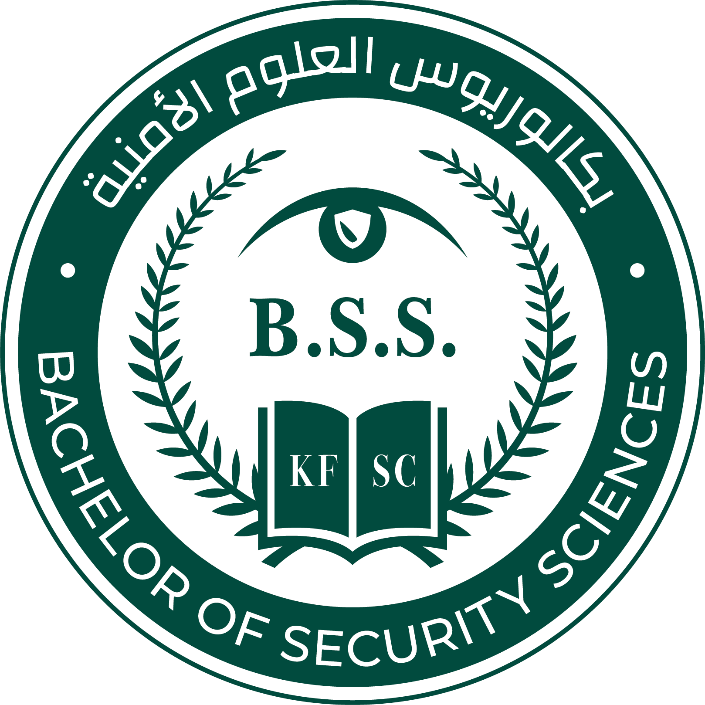 بكالوريوس العلوم الأمنية
B.S.S.
KF SC
BACHELOR OF SECURITY SCIENCES